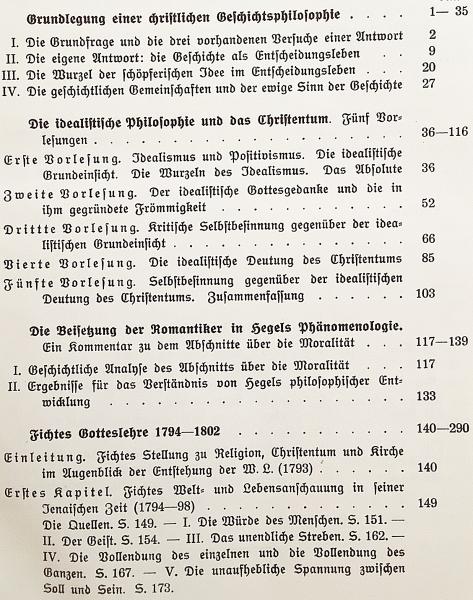 Grundlegung einer christlichen Geschichtsphilosophie . . . . 1— 35
I. Die Grundfrage und die drei vorhandenen Versuche einer Antwort 2
II. Die eigene Antwort: die Geschichte als Entscheidungsleben . . 9
III. Die Wurzel der schöpferischen Idee im Entscheidungsleben . . . 20
IV. Die geschichtlichen Gemeinschaften und der ewige Sinn der Geschichte 27
Die idealistische Philosophie und das Christentum. Fünf Vor-
lesungen . . . . . . . . . . . . . . . . . . 36—116
Erste Vorlesung. Idealismus und Positivismus. Die idealistische
Grundeinsicht. Die Wurzeln des Idealismus. Das Absolute 36
Zweite Vorlesung. Der idealistische Gottesgedanke und die in
ihm gegründete Frömmigkeit . . . . . . . . . . 52
Drittte Vorlesung. Kritische Selbstbesinnung gegenüber der idea-
listischen Grundeinsicht . . . . . . . . . . . . . 66
Vierte Vorlesung. Die idealistische Deutung des Christentums 85
Fünfte Vorlesung. Selbstbesinnung gegenüber der idealistischen
Deutung des Christentums. Zusammenfassung . . . . . . 103
Die Beisetzung der Romantiker in Hegels Phänomenologie.
Ein Kommentar zu dem Abschnitte über die Moralität . . . 117—139
I. Geschichtliche Analyse des Abschnitts über die Moralität . . . 117
II. Ergebnisse für das Verständnis von Hegels philosophischer Ent-
wicklung . . . . . . . . . . . . . . . . . 133
Fichtes Gotteslehre 1794—1802 . . . . . . . . . . 140—290
Einleitung. Fichtes Stellung zu Religion, Christentum und Kirche
im Augenblick der Entstehung der W. L. (1793) . . . . . 140
Erstes Kapitel. Fichtes Welt- und Lebensanschauung in seiner
Jenaischen Zeit (1794—98) . . . . . . . . . . . 149
Die Quellen. S. 149. — I. Die Würde des Menschen. S. 151. —
II. Der Geist. S. 154. — III. Das unendliche Streben. S. 162. —
IV. Die Vollendung des einzelnen und die Vollendung des
Ganzen. S. 167. — V. Die unaufhebliche Spannung zwischen
Soll und Sein. S. 173.